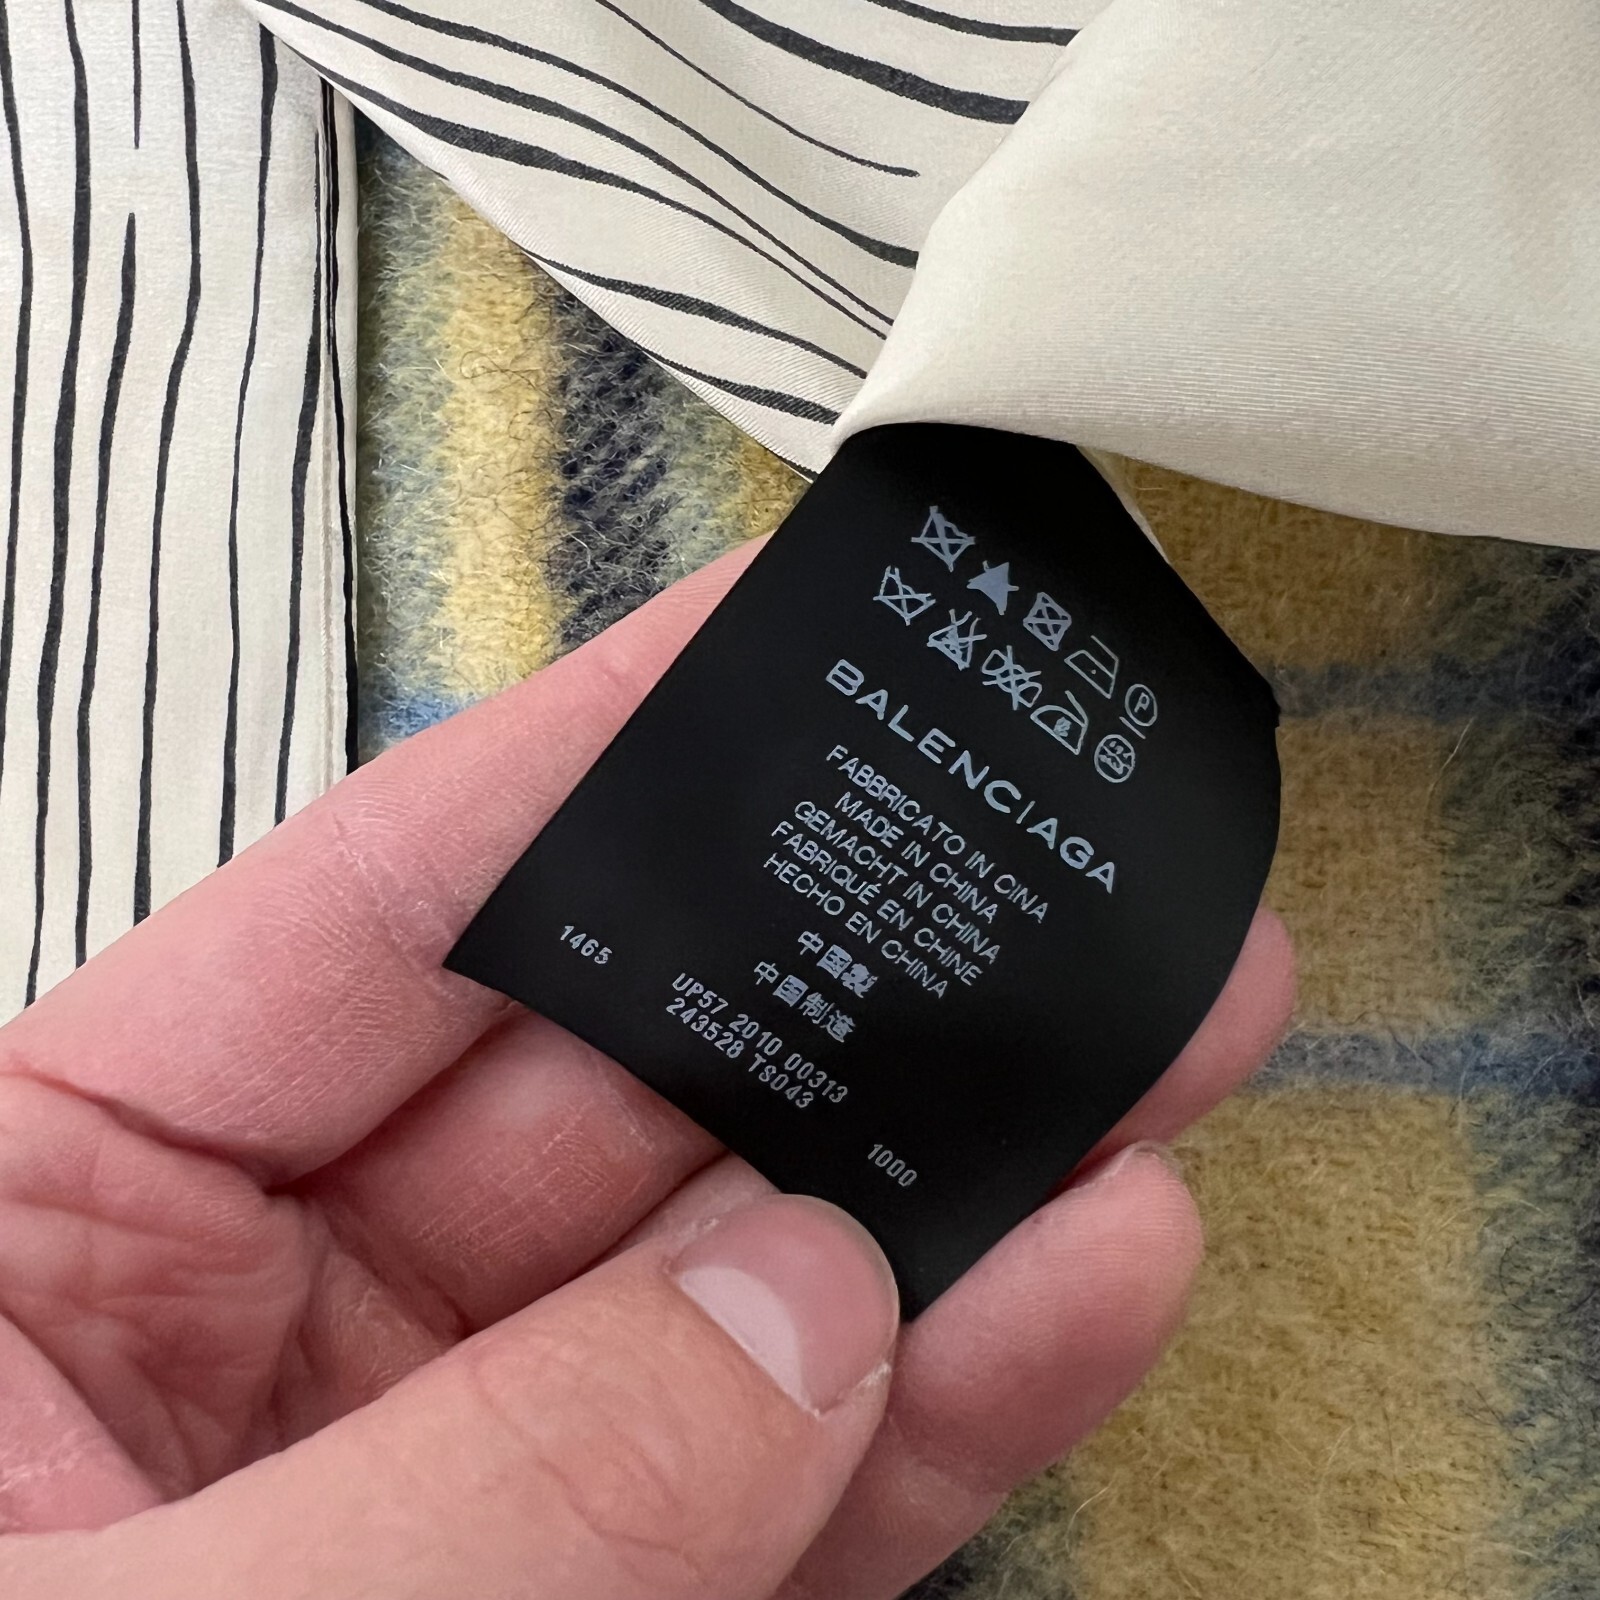 P
BALENCIAGA
FABBRICATO IN CINA
MADE IN CHINA
GEMACHT IN CHINA
FABRIQUÉ EN CHINE
HECHO EN CHINA
中国製
中国制造
1465
UP57 2010 00313
243528 TS043
1000